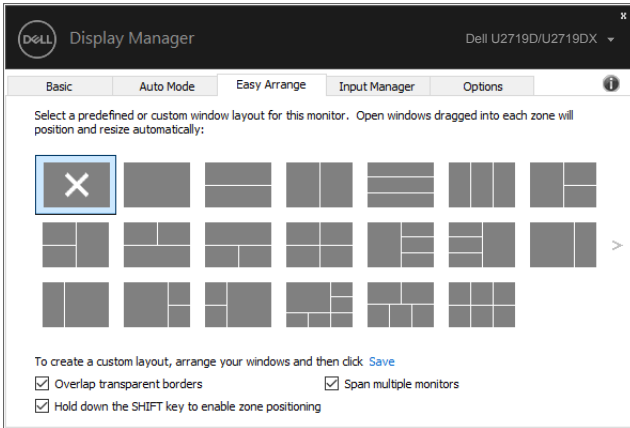 x
DELL Display Manager Dell U2719D/U2719DX
Basic Auto Mode Easy Arrange Input Manager Options i
Select a predefined or custom window layout for this monitor. Open windows dragged into each zone will
position and resize automatically:
>
To create a custom layout, arrange your windows and then click Save
Overlap transparent borders Span multiple monitors
Hold down the SHIFT key to enable zone positioning